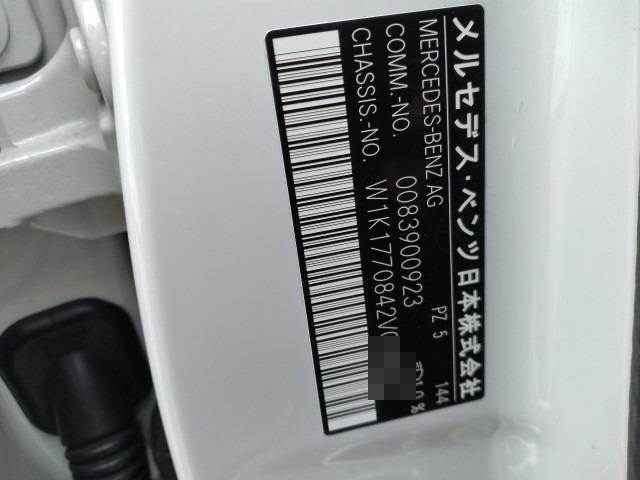 メルセデス・ベンツ日本株式会社
MERCEDES-BENZ AG PZ 5 144
COMM.-NO. 0083900923
CHASSIS.-NO. W1K1770842V